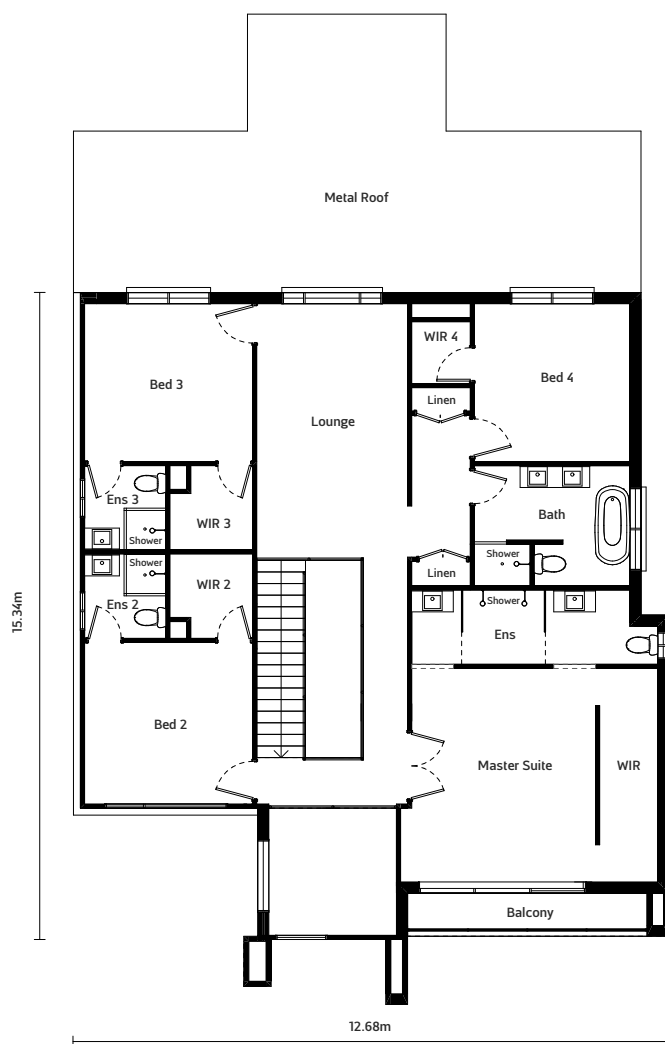 Metal Roof
WIR 4
Bed 3
Bed 4
Linen
Lounge
Ens 3
Bath
WIR 3
Shower
Shower
Shower
Linen
WIR 2
Ens 2
Shower
15.34m
Ens
Bed 2
Master Suite
WIR
Balcony
12.68m